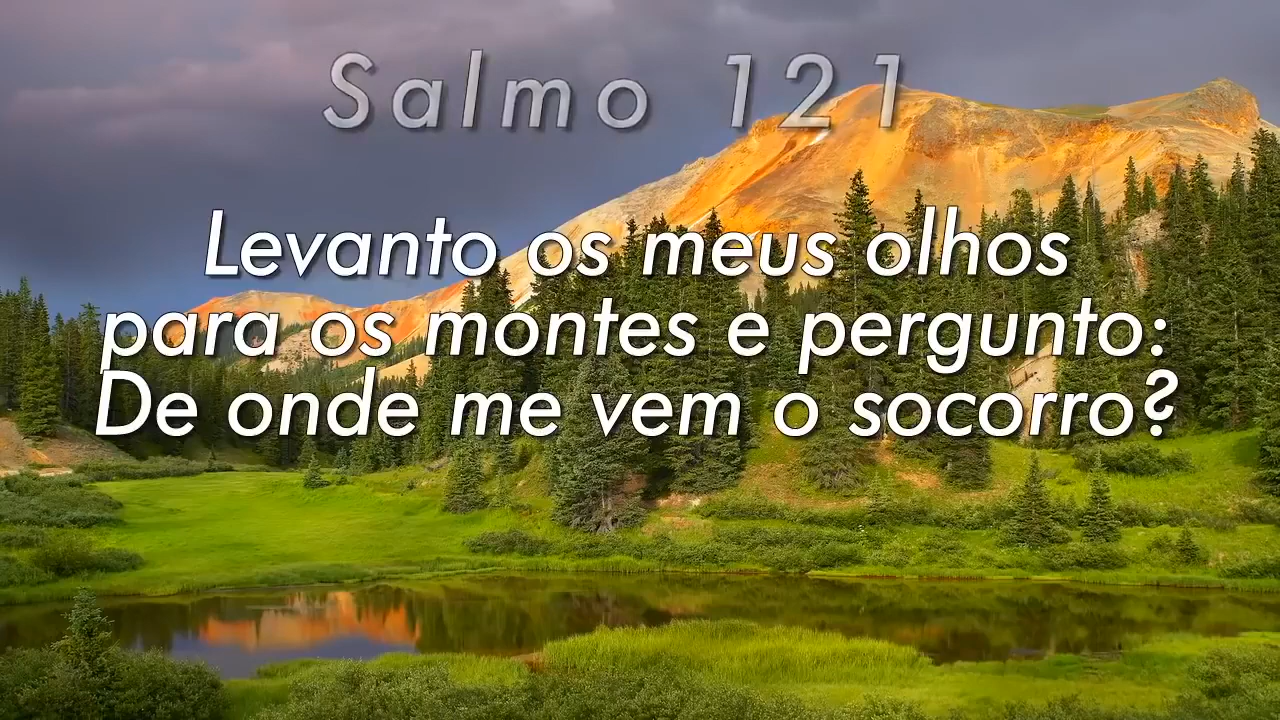 Salmo 121
Levanto os meus olhos
para os montes e pergunto:
De onde me vem o socorro?